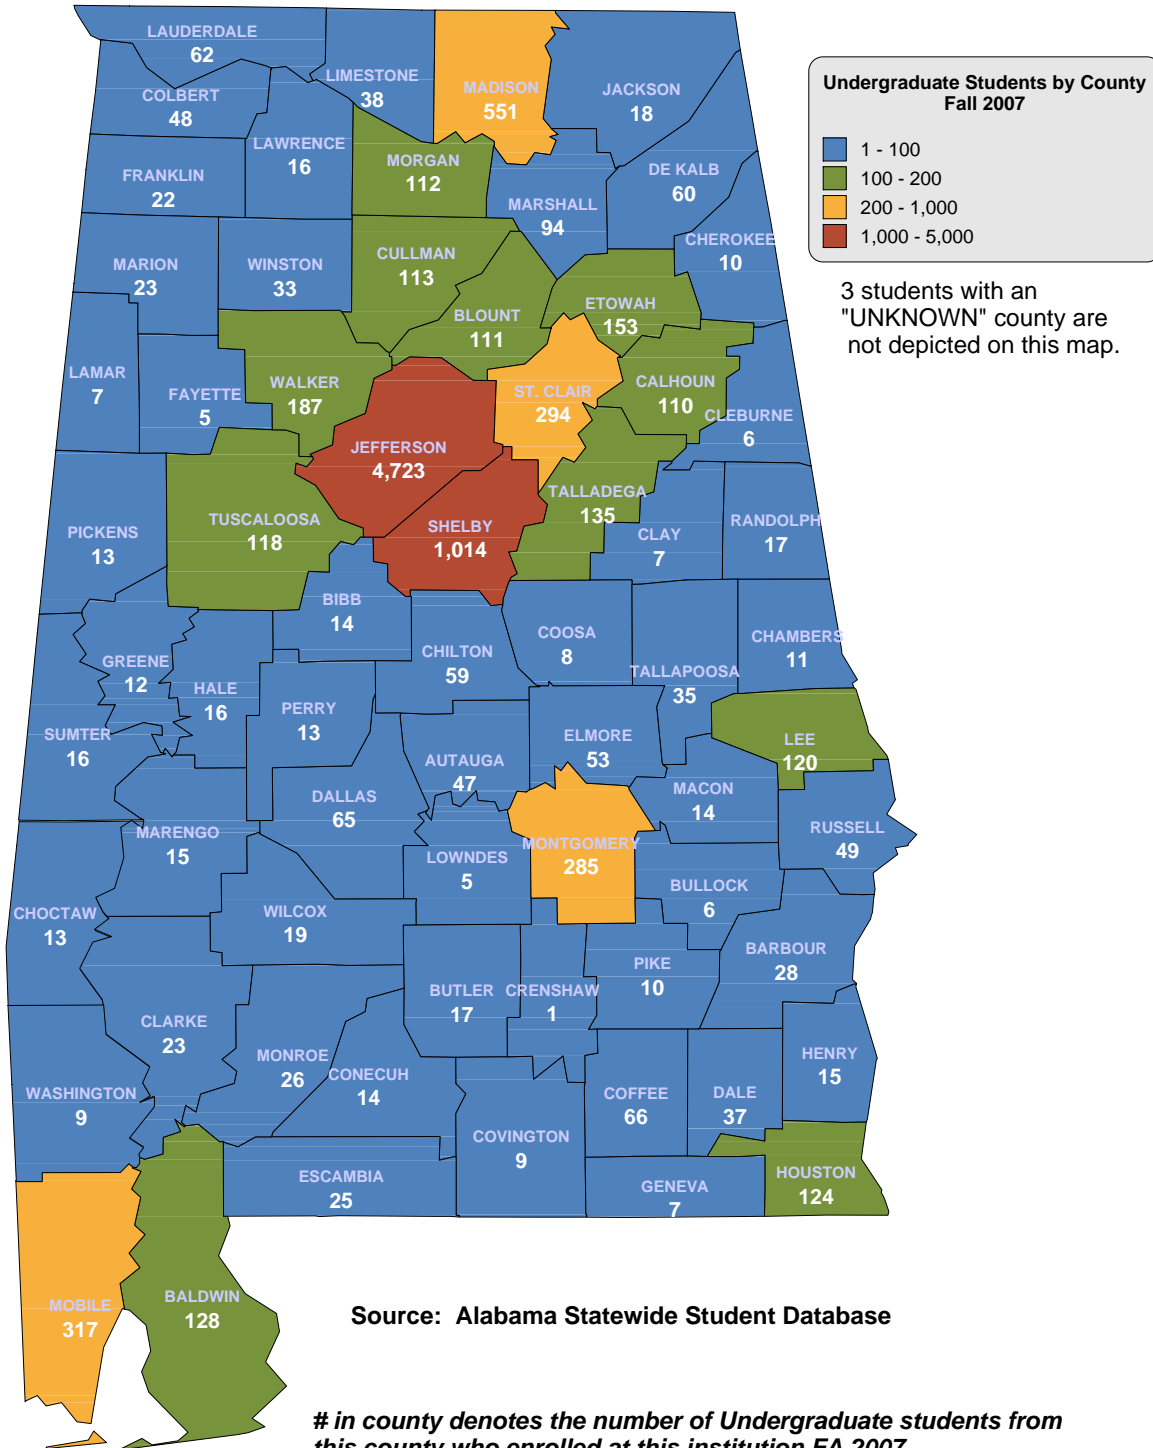 LAUDERDALE
62
LIMESTONE
38
MADISON
551
JACKSON
18
COLBERT
48
LAWRENCE
16
MORGAN
112
FRANKLIN
22
DE KALB
60
MARSHALL
94
CHEROKEE
10
CULLMAN
113
MARION
23
WINSTON
33
ETOWAH
153
BLOUNT
111
LAMAR
7
FAYETTE
5
WALKER
187
ST. CLAIR
294
CALHOUN
110
CLEBURNE
6
JEFFERSON
4,723
TALLADEGA
135
PICKENS
13
TUSCALOOSA
118
SHELBY
1,014
CLAY
7
RANDOLPH
17
BIBB
14
COOSA
8
CHAMBERS
11
GREENE
12
HALE
16
CHILTON
59
TALLAPOOSA
35
PERRY
13
SUMTER
16
AUTAUGA
47
ELMORE
53
LEE
120
DALLAS
65
MACON
14
MARENGO
15
LOWNDES
5
MONTGOMERY
285
RUSSELL
49
BULLOCK
6
CHOCTAW
13
WILCOX
19
BARBOUR
28
BUTLER
17
CRENSHAW
1
PIKE
10
CLARKE
23
MONROE
26
CONECUH
14
HENRY
15
WASHINGTON
9
COFFEE
66
DALE
37
COVINGTON
9
ESCAMBIA
25
GENEVA
7
HOUSTON
124
MOBILE
317
BALDWIN
128
Undergraduate Students by County
Fall 2007
1 - 100
100 - 200
200 - 1,000
1,000 - 5,000
3 students with an
"UNKNOWN" county are
not depicted on this map.
Source: Alabama Statewide Student Database
# in county denotes the number of Undergraduate students from
this county who enrolled at this institution FA 2007